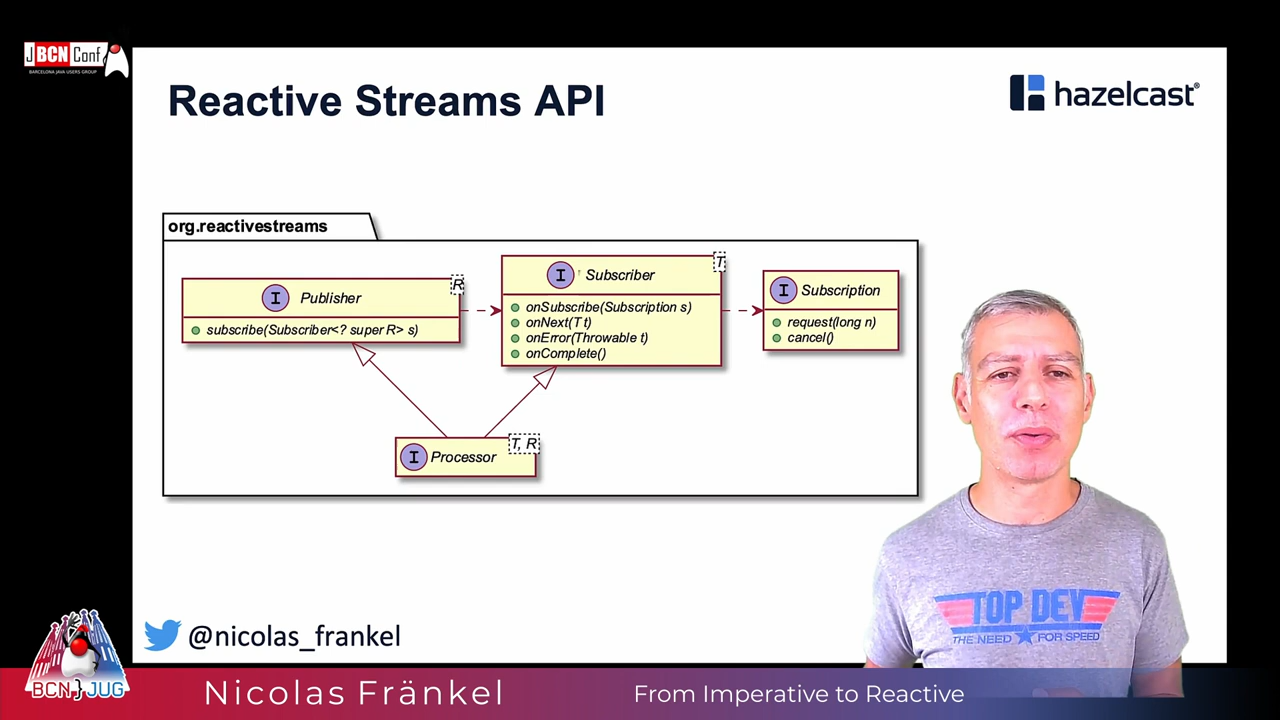 JBCNConf
BARCELONA JAVA USERS GROUP
Reactive Streams API
hazelcast®
org.reactivestreams
R
I Publisher
subscribe(Subscriber<? super R> s)
T
I Subscriber
onSubscribe(Subscription s)
onNext(T t)
onError(Throwable t)
onComplete()
I Subscription
request(long n)
cancel()
T, R
I Processor
TOP DEV
THE NEED FOR SPEED
@nicolas_frankel
BCN}JUG
Nicolas Fränkel
From Imperative to Reactive